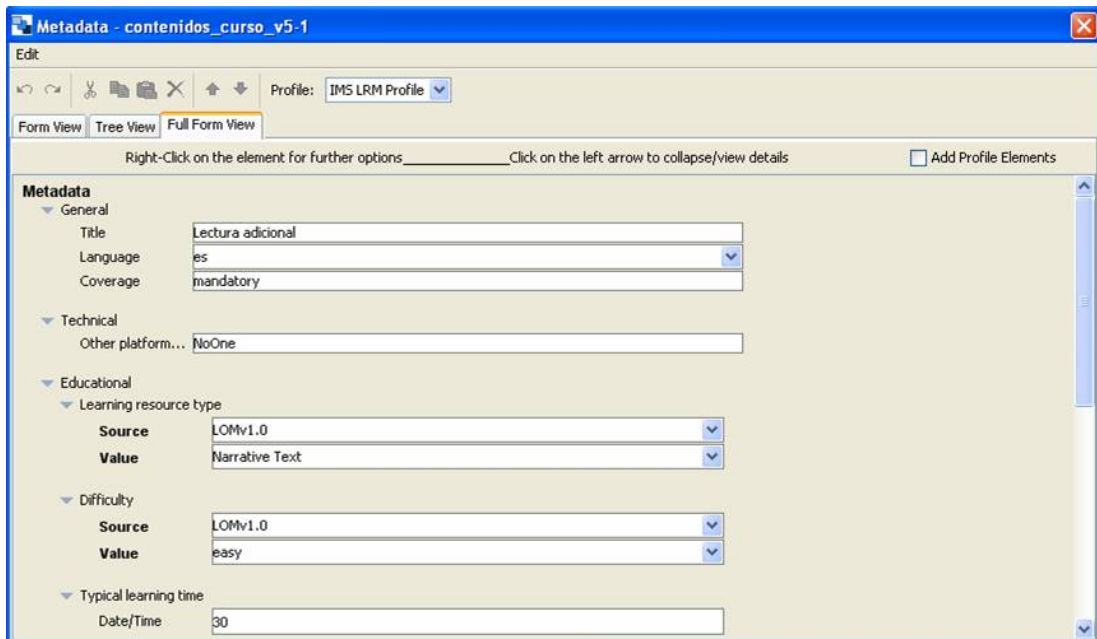 Metadata - contenidos_curso_v5-1
Edit
Profile: IMS LRM Profile
Form View Tree View Full Form View
Right-Click on the element for further options____________Click on the left arrow to collapse/view details Add Profile Elements
Metadata
General
Title Lectura adicional
Language es
Coverage mandatory
Technical
Other platform... NoOne
Educational
Learning resource type
Source LOMv1.0
Value Narrative Text
Difficulty
Source LOMv1.0
Value easy
Typical learning time
Date/Time 30